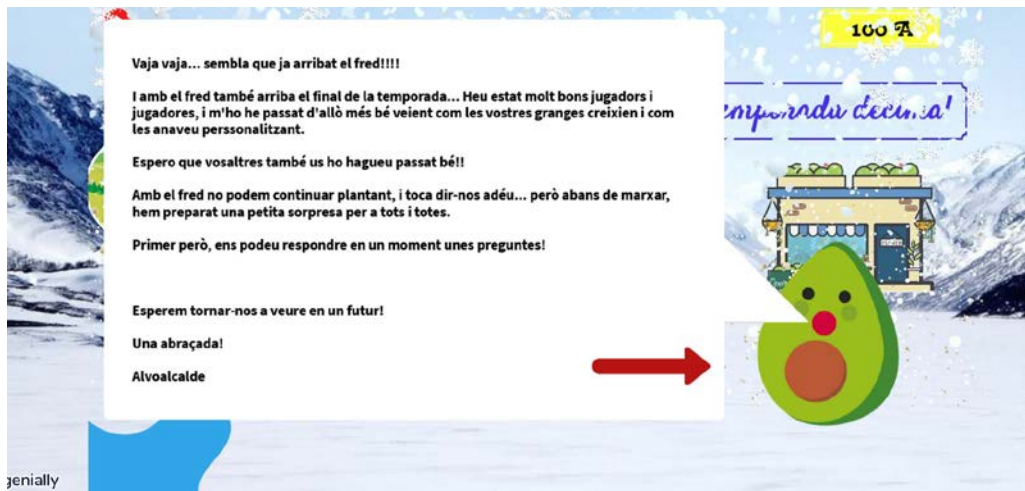 100 A
Vaja vaja... sembla que ja arribat el fred!!!!
I amb el fred també arriba el final de la temporada... Heu estat molt bons jugadors i
jugadores, i m'ho he passat d'allò més bé veient com les vostres granges creixien i com
les anaveu perssonalitzant.
Espero que vosaltres també us ho hagueu passat bé!!
Amb el fred no podem continuar plantant, i toca dir-nos adéu... però abans de marxar,
hem preparat una petita sorpresa per a tots i totes.
Primer però, ens podeu respondre en un moment unes preguntes!
Esperem tornar-nos a veure en un futur!
Una abraçada!
Alvoalcalde
genially